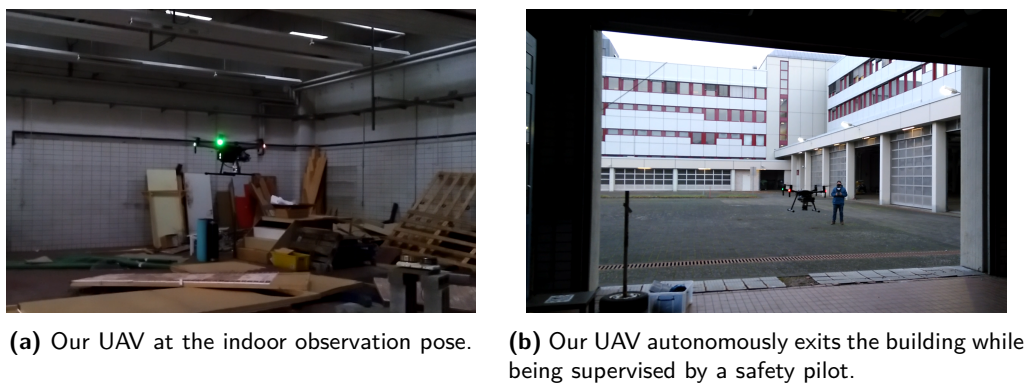 (a) Our UAV at the indoor observation pose.
(b) Our UAV autonomously exits the building while
being supervised by a safety pilot.